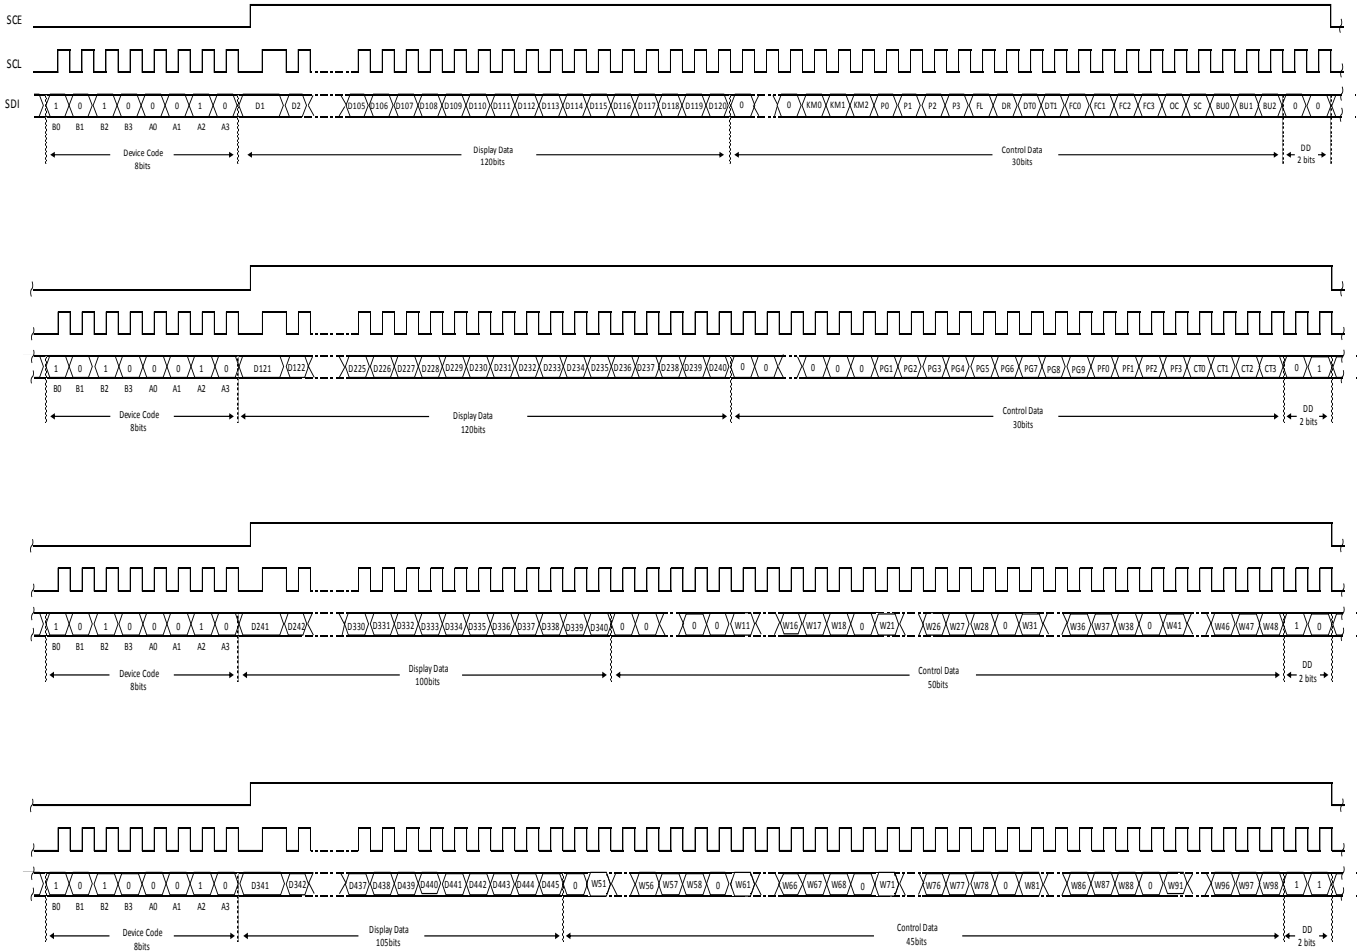 SCE
SCL
SDI 1 0 1 0 0 0 1 0 D1 D2 D105 D106 D107 D108 D109 D110 D111 D112 D113 D114 D115 D116 D117 D118 D119 D120 0 0 KM0 KM1 KM2 P0 P1 P2 P3 FL DR DT0 DT1 FC0 FC1 FC2 FC3 OC SC BU0 BU1 BU2 0 0
B0 B1 B2 B3 A0 A1 A2 A3
Device Code Display Data Control Data DD
8bits 120bits 30bits 2 bits
1 0 1 0 0 0 1 0 D121 D122 D225 D226 D227 D228 D229 D230 D231 D232 D233 D234 D235 D236 D237 D238 D239 D240 0 0 0 0 0 PG1 PG2 PG3 PG4 PG5 PG6 PG7 PG8 PG9 PF0 PF1 PF2 PF3 CT0 CT1 CT2 CT3 0 1
B0 B1 B2 B3 A0 A1 A2 A3
Device Code Display Data Control Data DD
8bits 120bits 30bits 2 bits
1 0 1 0 0 0 1 0 D241 D242 D330 D331 D332 D333 D334 D335 D336 D337 D338 D339 D340 0 0 0 0 W11 W16 W17 W18 0 W21 W26 W27 W28 0 W31 W36 W37 W38 0 W41 W46 W47 W48 1 0
B0 B1 B2 B3 A0 A1 A2 A3
Device Code Display Data Control Data DD
8bits 100bits 50bits 2 bits
1 0 1 0 0 0 1 0 D341 D342 D437 D438 D439 D440 D441 D442 D443 D444 D445 0 W51 W56 W57 W58 0 W61 W66 W67 W68 0 W71 W76 W77 W78 0 W81 W86 W87 W88 0 W91 W96 W97 W98 1 1
B0 B1 B2 B3 A0 A1 A2 A3
Device Code Display Data Control Data DD
8bits 105bits 45bits 2 bits